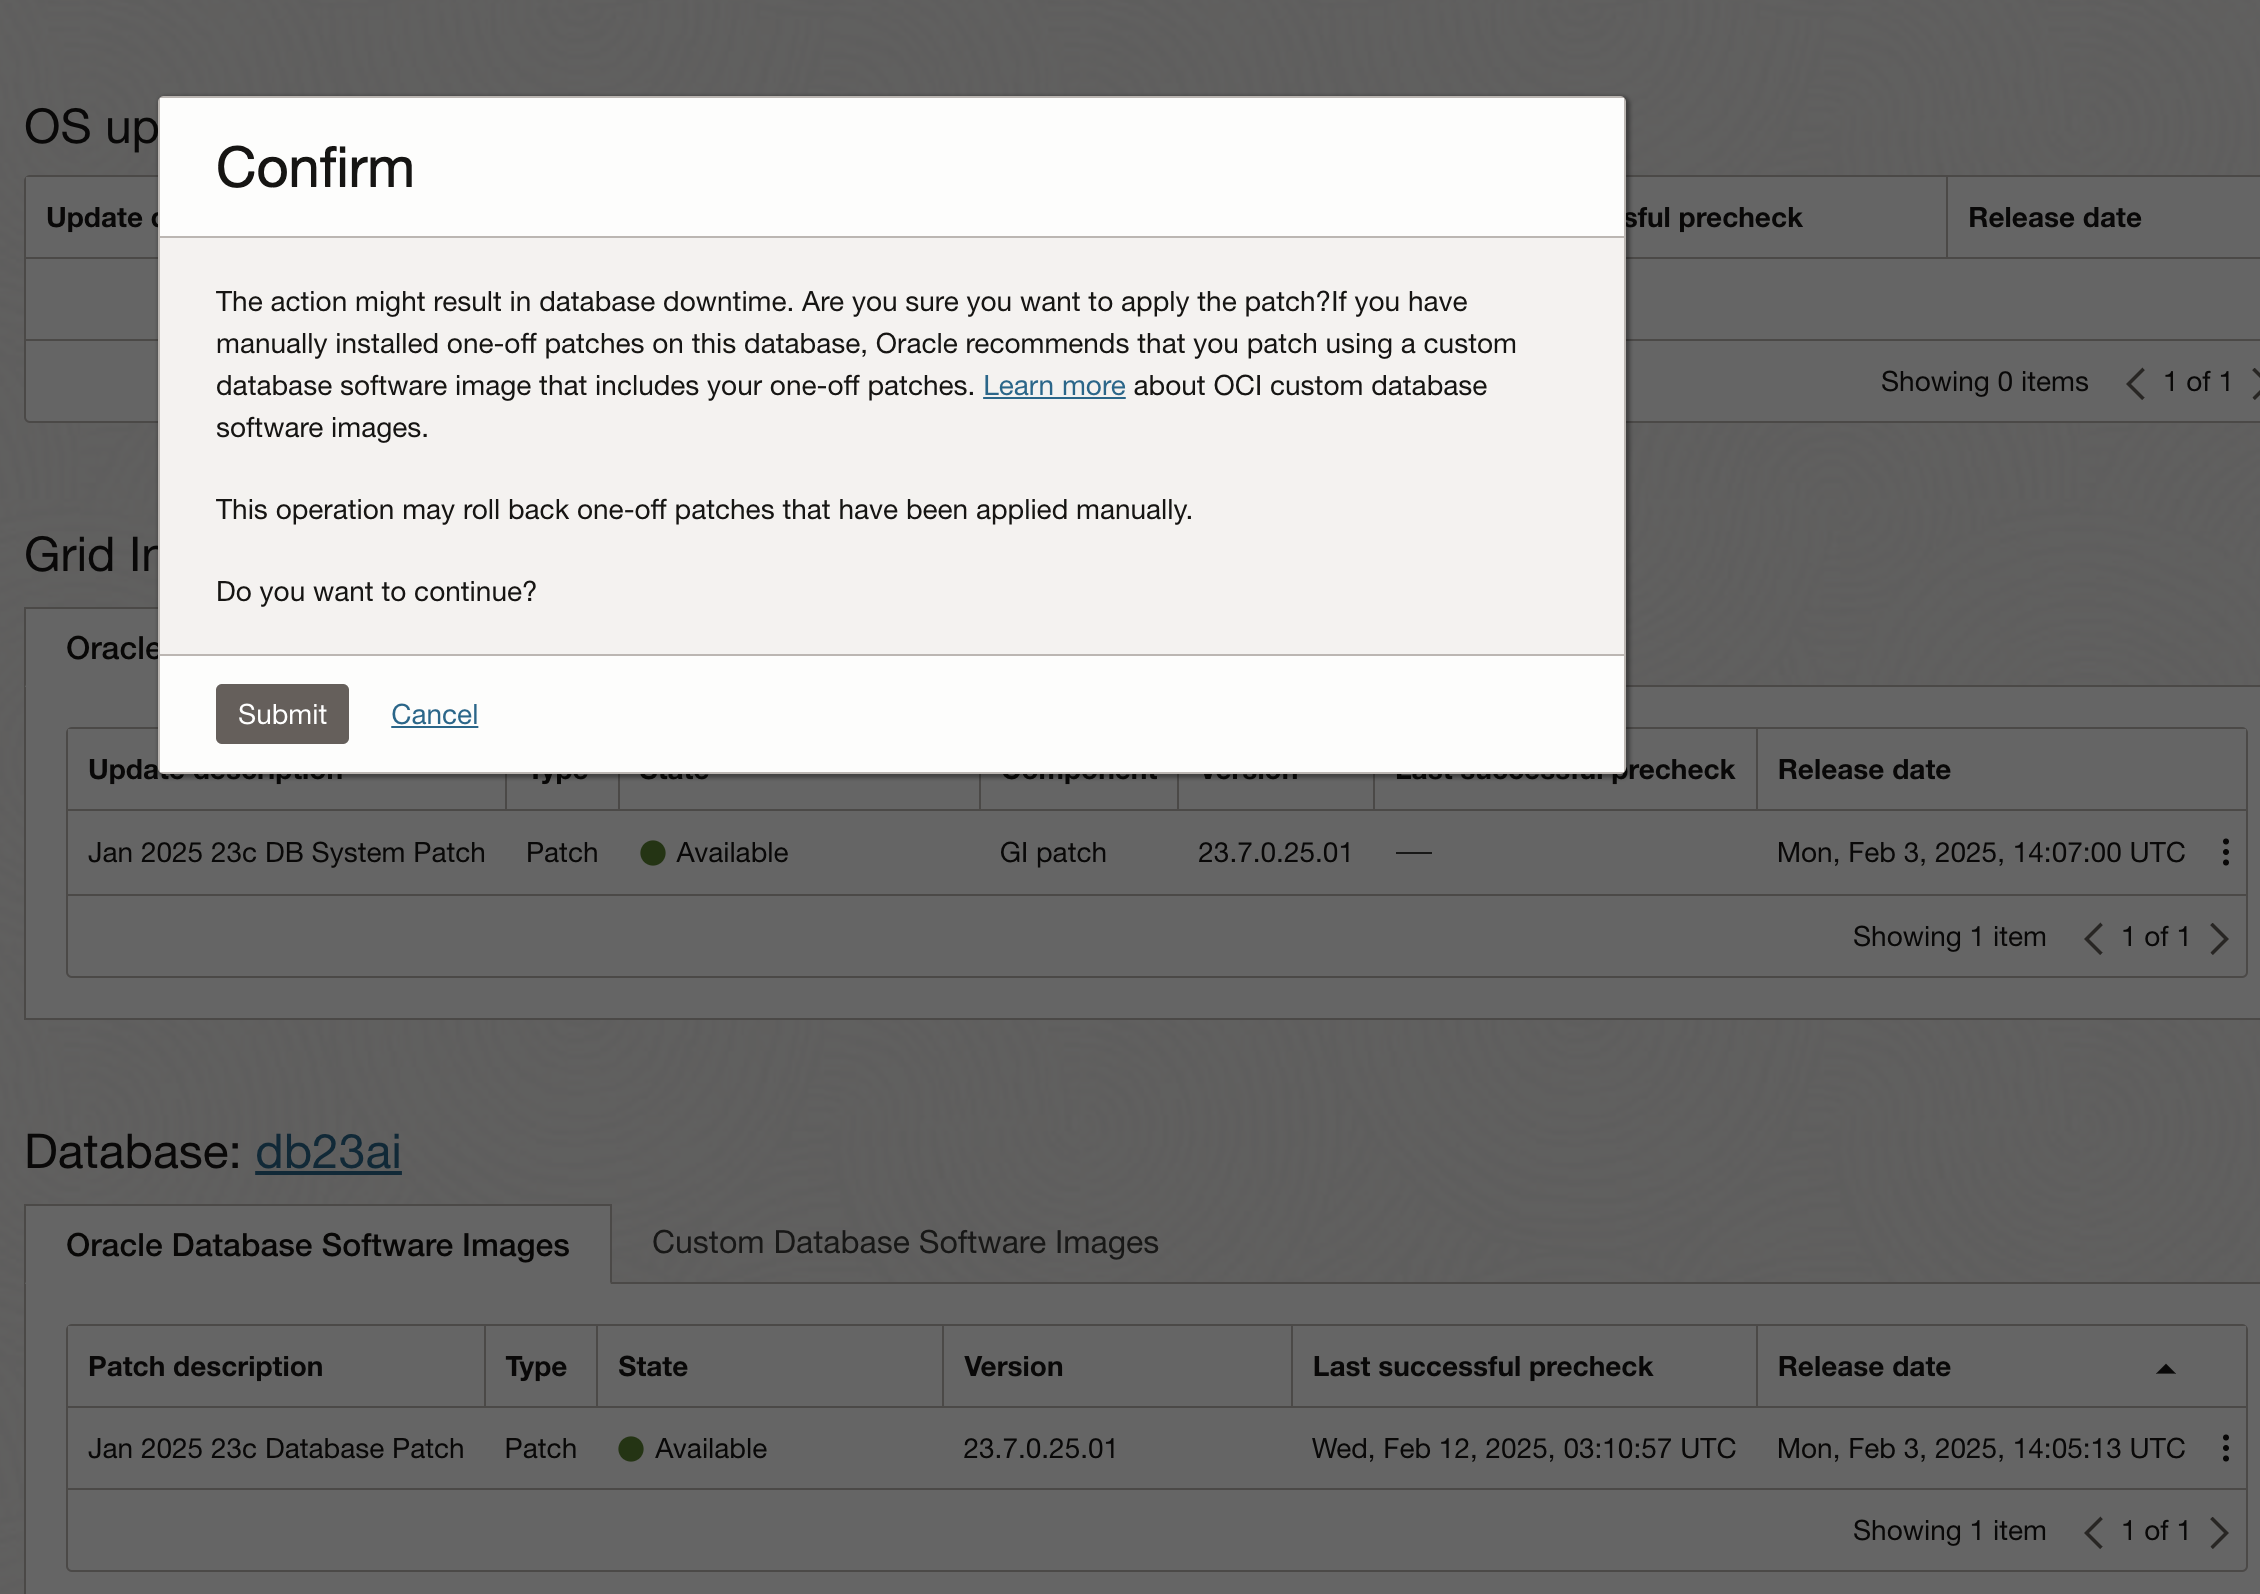 Confirm
The action might result in database downtime. Are you sure you want to apply the patch?If you have
manually installed one-off patches on this database, Oracle recommends that you patch using a custom
database software image that includes your one-off patches. Learn more about OCI custom database
software images.
This operation may roll back one-off patches that have been applied manually.
Do you want to continue?
Submit Cancel
OS up
Update precheck Release date
Showing 0 items 1 of 1
Grid
Oracle
Update description Type State Component Version Last successful precheck Release date
Jan 2025 23c DB System Patch Patch Available GI patch 23.7.0.25.01 — Mon, Feb 3, 2025, 14:07:00 UTC
Showing 1 item 1 of 1
Database: db23ai
Oracle Database Software Images Custom Database Software Images
Patch description Type State Version Last successful precheck Release date
Jan 2025 23c Database Patch Patch Available 23.7.0.25.01 Wed, Feb 12, 2025, 03:10:57 UTC Mon, Feb 3, 2025, 14:05:13 UTC
Showing 1 item 1 of 1